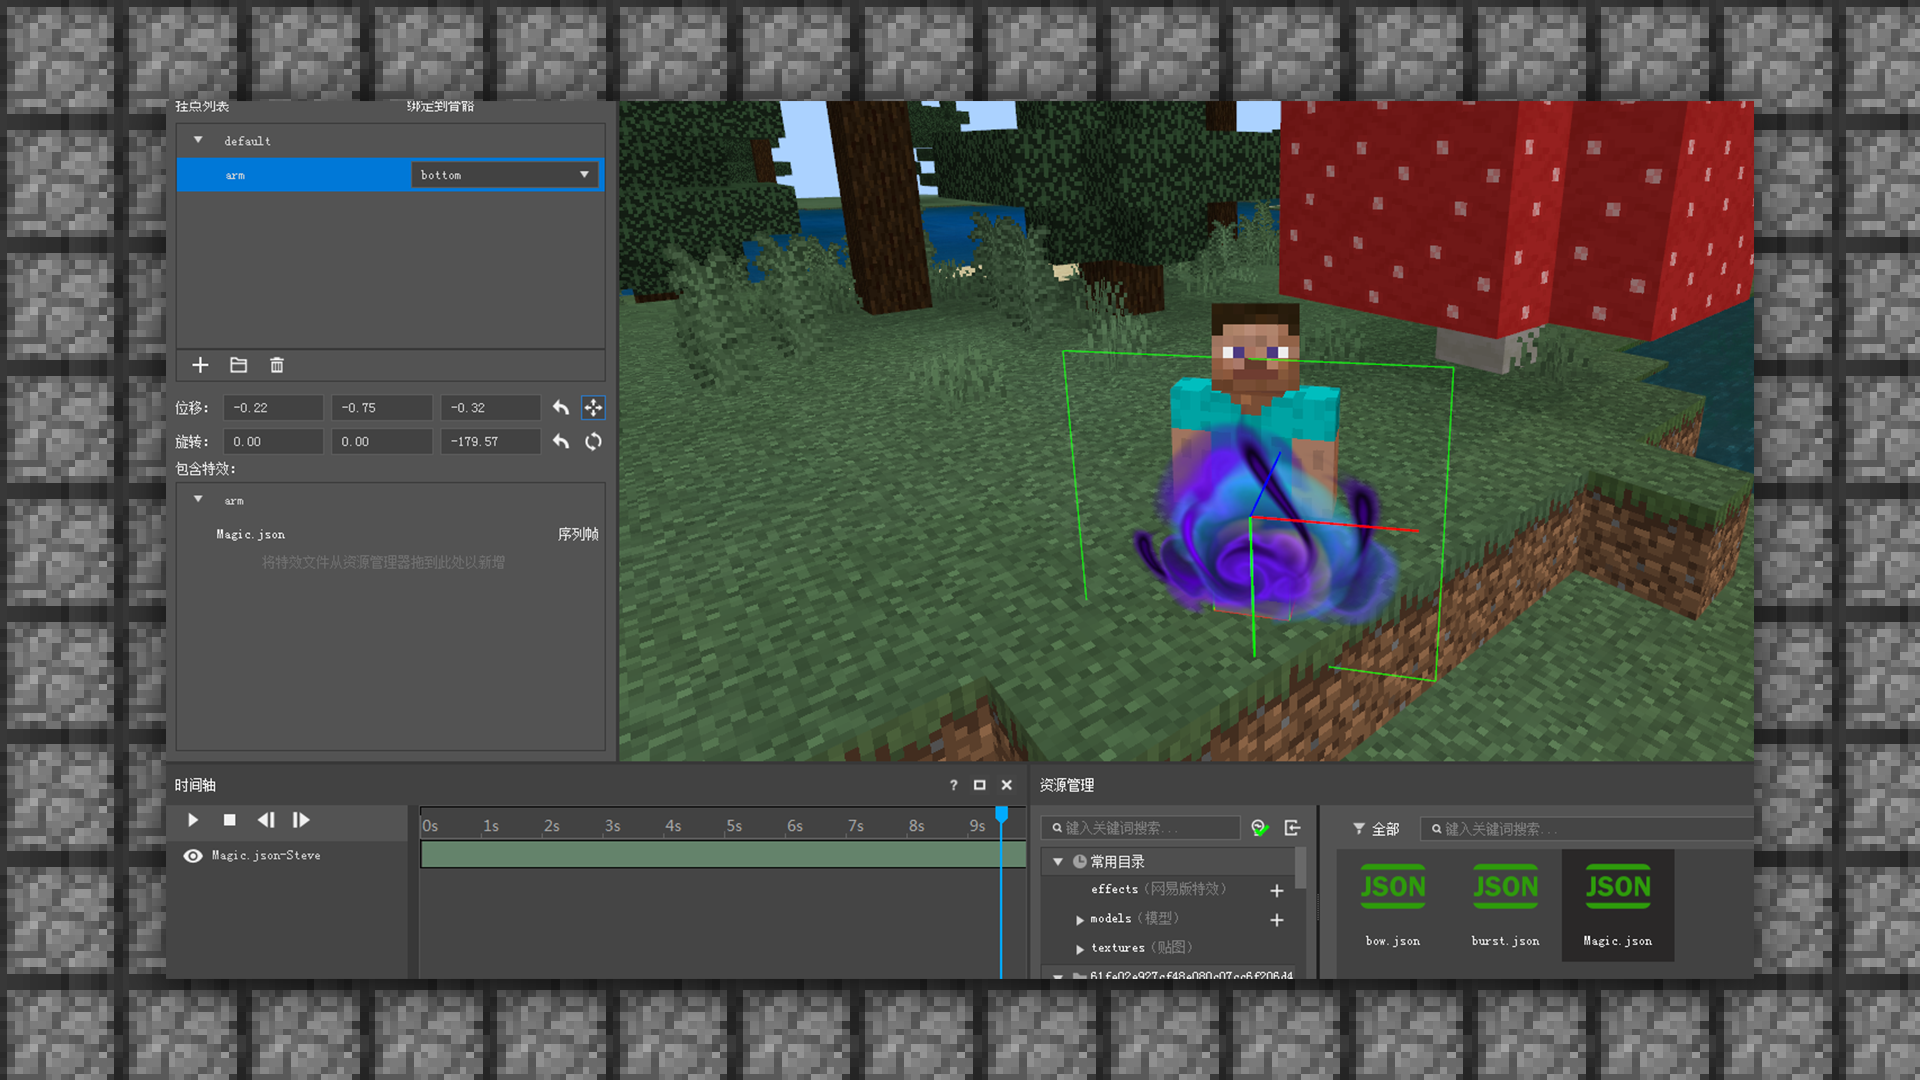 挂点列表 绑定到骨骼
default
arm bottom
位移: -0.22 -0.75 -0.32
旋转: 0.00 0.00 -179.57
包含特效:
arm
Magic.json 序列帧
将特效文件从资源管理器拖到此处以新增
时间轴 ?
0s 1s 2s 3s 4s 5s 6s 7s 8s 9s
Magic.json-Steve
资源管理
键入关键词搜索...
常用目录
effects（网易版特效）
models（模型）
textures（贴图）
61fe02e927cf48e080c07cc6f206d4
全部 键入关键词搜索...
JSON JSON JSON
bow.json burst.json Magic.json